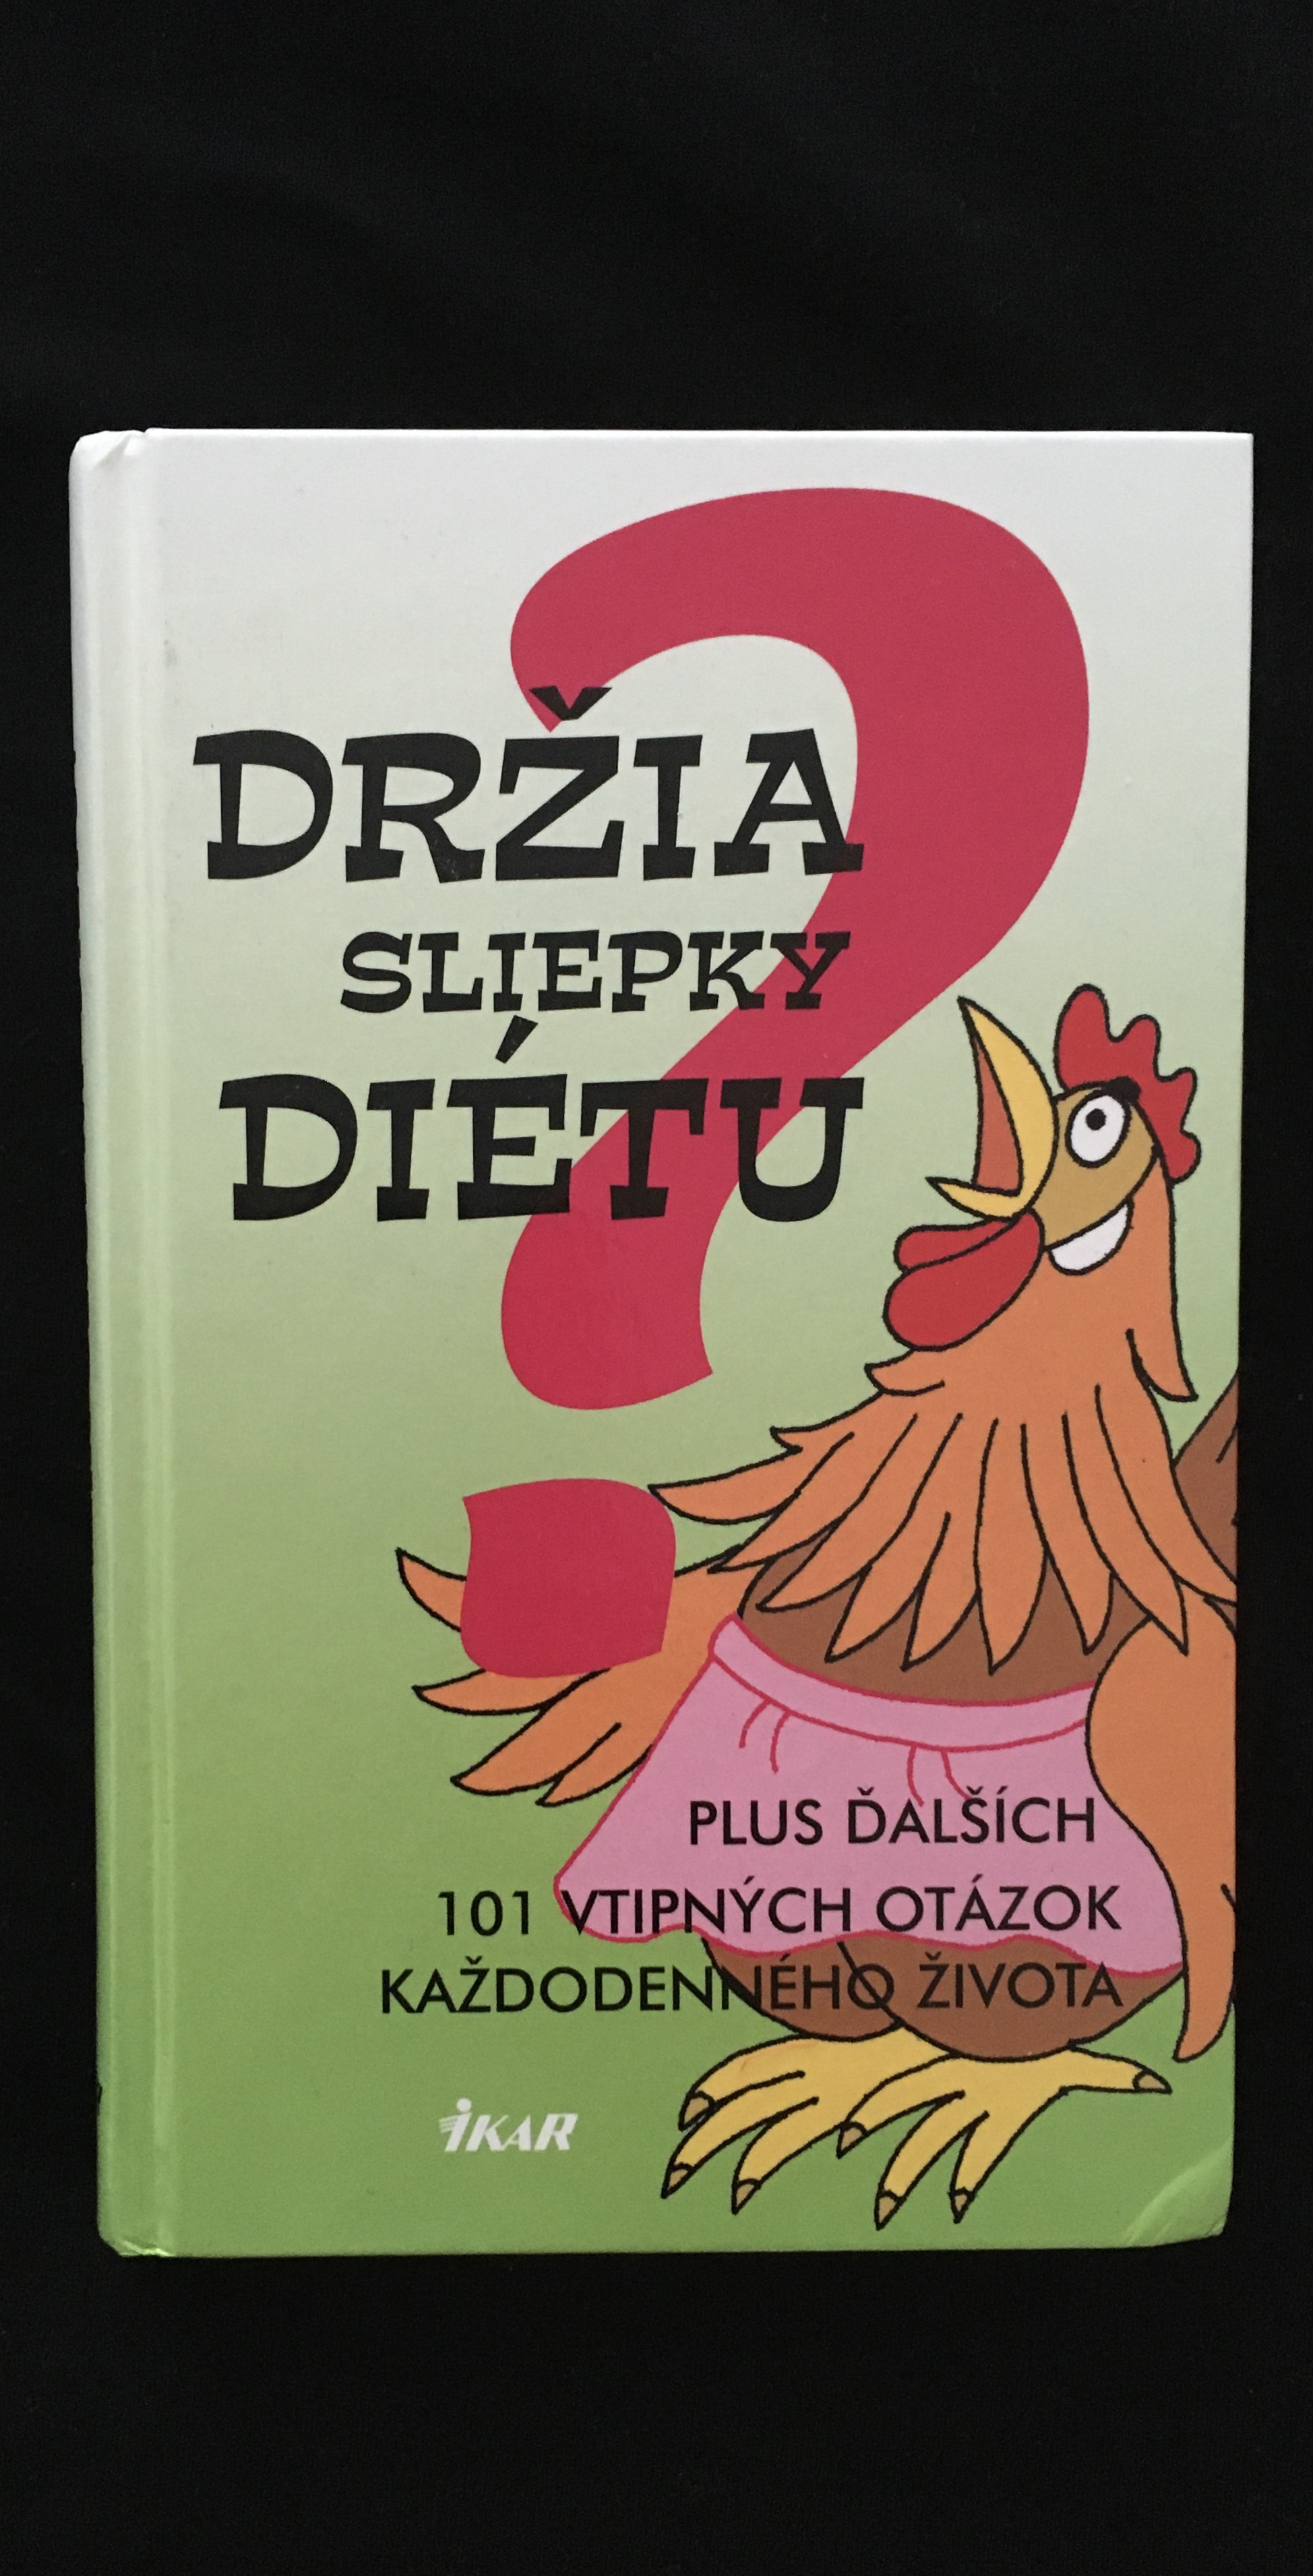 DRŽIA
SLIEPKY
DIÉTU
?
PLUS ĎALŠÍCH
101 VTIPNÝCH OTÁZOK
KAŽDODENNÉHO ŽIVOTA
IKAR